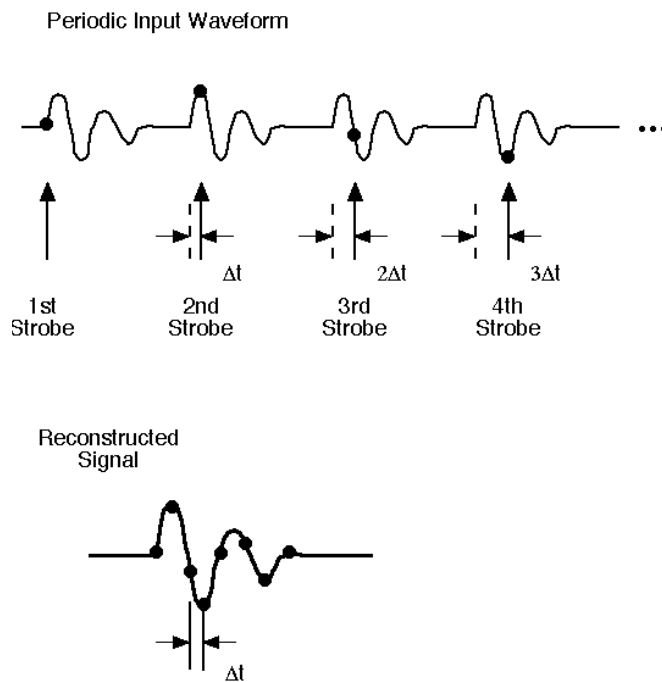 Periodic Input Waveform
...
Δt
2Δt
3Δt
1st
Strobe
2nd
Strobe
3rd
Strobe
4th
Strobe
Reconstructed
Signal
Δt